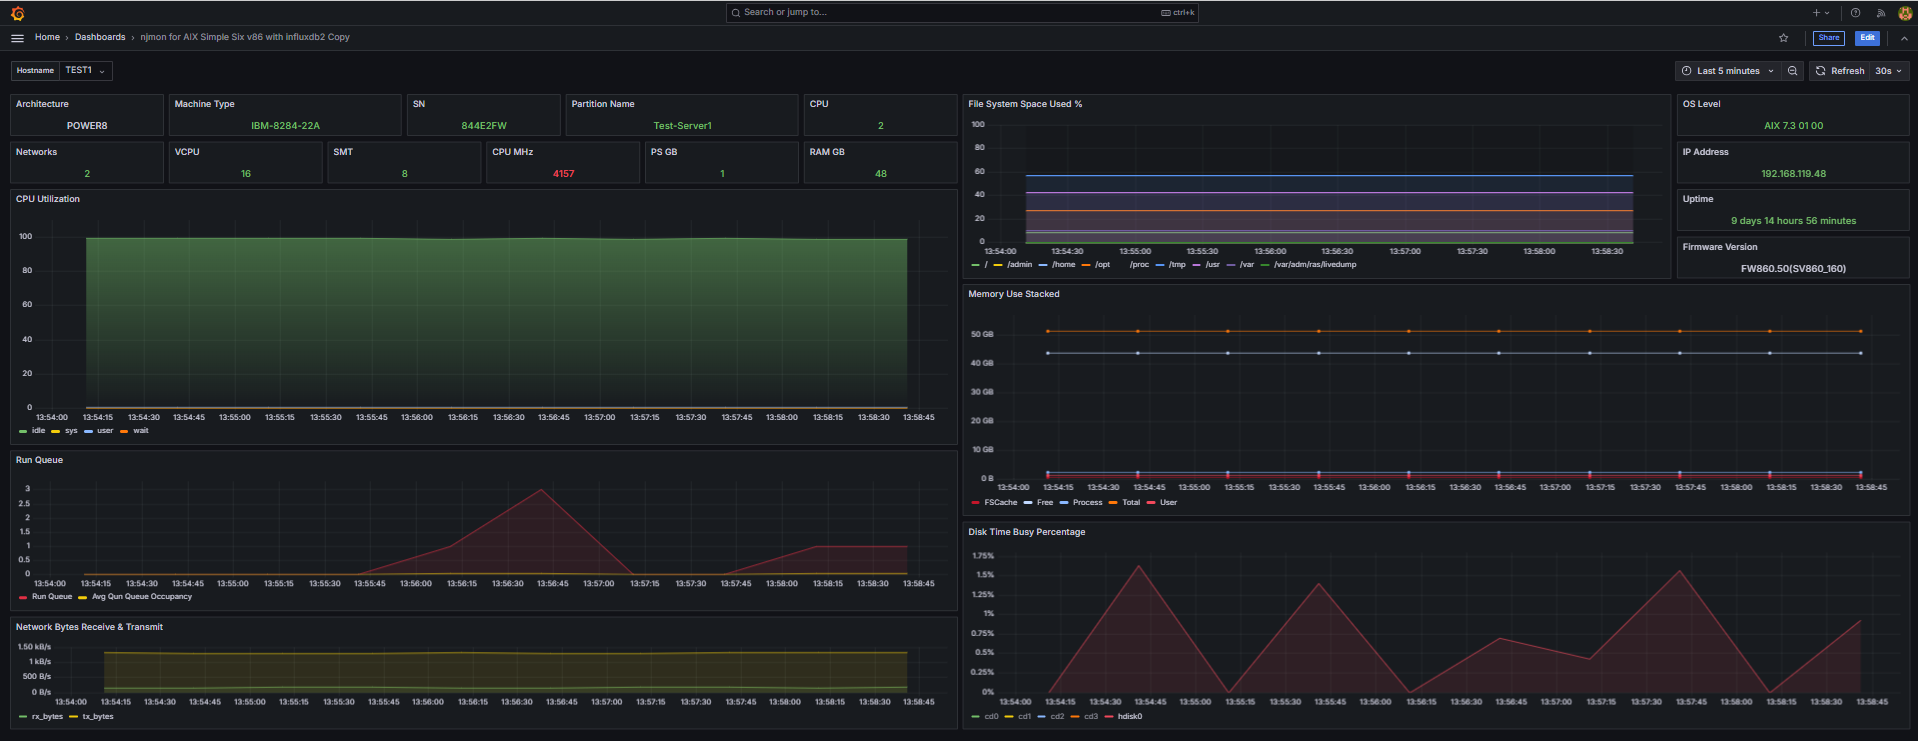 Search or jump to...
ctrl+k
Home › Dashboards › njmon for AIX Simple Six v86 with influxdb2 Copy
Share
Edit
Hostname
TEST1
Last 5 minutes
Refresh
30s
Architecture
POWER8
Machine Type
IBM-8284-22A
SN
844E2FW
Partition Name
Test-Server1
CPU
2
Networks
2
VCPU
16
SMT
8
CPU MHz
4157
PS GB
1
RAM GB
48
CPU Utilization
100
80
60
40
20
0
13:54:00 13:54:15 13:54:30 13:54:45 13:55:00 13:55:15 13:55:30 13:55:45 13:56:00 13:56:15 13:56:30 13:56:45 13:57:00 13:57:15 13:57:30 13:57:45 13:58:00 13:58:15 13:58:30 13:58:45
idle sys user wait
Run Queue
3
2.5
2
1.5
1
0.5
0
13:54:00 13:54:15 13:54:30 13:54:45 13:55:00 13:55:15 13:55:30 13:55:45 13:56:00 13:56:15 13:56:30 13:56:45 13:57:00 13:57:15 13:57:30 13:57:45 13:58:00 13:58:15 13:58:30 13:58:45
Run Queue Avg Qun Queue Occupancy
Network Bytes Receive & Transmit
1.50 kB/s
1 kB/s
500 B/s
0 B/s
13:54:00 13:54:15 13:54:30 13:54:45 13:55:00 13:55:15 13:55:30 13:55:45 13:56:00 13:56:15 13:56:30 13:56:45 13:57:00 13:57:15 13:57:30 13:57:45 13:58:00 13:58:15 13:58:30 13:58:45
rx_bytes tx_bytes
File System Space Used %
100
80
60
40
20
0
13:54:00 13:54:30 13:55:00 13:55:30 13:56:00 13:56:30 13:57:00 13:57:30 13:58:00 13:58:30
/ /admin /home /opt /proc /tmp /usr /var /var/adm/ras/livedump
OS Level
AIX 7.3 01 00
IP Address
192.168.119.48
Uptime
9 days 14 hours 56 minutes
Firmware Version
FW860.50(SV860_160)
Memory Use Stacked
50 GB
40 GB
30 GB
20 GB
10 GB
0 B
13:54:00 13:54:15 13:54:30 13:54:45 13:55:00 13:55:15 13:55:30 13:55:45 13:56:00 13:56:15 13:56:30 13:56:45 13:57:00 13:57:15 13:57:30 13:57:45 13:58:00 13:58:15 13:58:30 13:58:45
FSCache Free Process Total User
Disk Time Busy Percentage
1.75%
1.5%
1.25%
1%
0.75%
0.5%
0.25%
0%
13:54:00 13:54:15 13:54:30 13:54:45 13:55:00 13:55:15 13:55:30 13:55:45 13:56:00 13:56:15 13:56:30 13:56:45 13:57:00 13:57:15 13:57:30 13:57:45 13:58:00 13:58:15 13:58:30 13:58:45
cd0 cd1 cd2 cd3 hdisk0